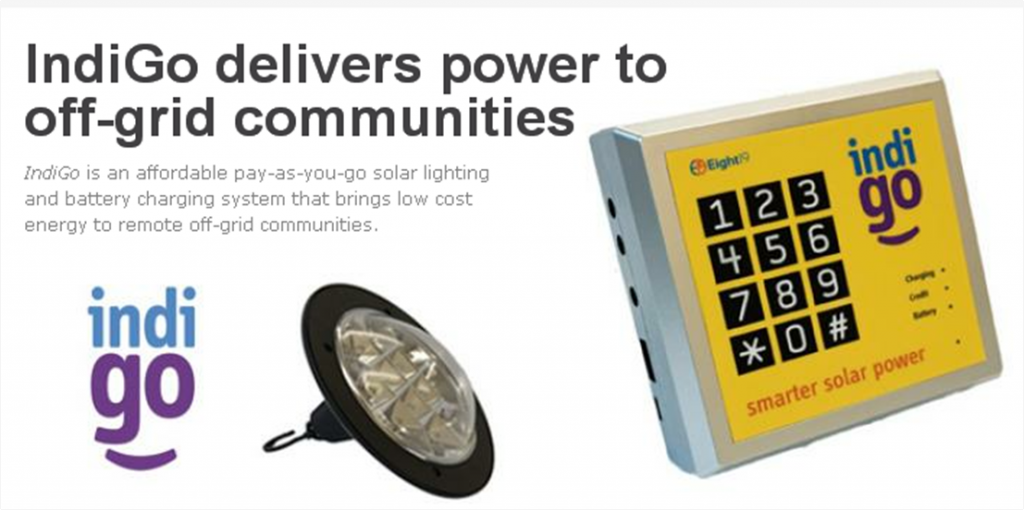 IndiGo delivers power to
off-grid communities
IndiGo is an affordable pay-as-you-go solar lighting
and battery charging system that brings low cost
energy to remote off-grid communities.
indi
go
Eight19
indi
go
1 2 3
4 5 6
7 8 9
* 0 #
Charging
Credit
Battery
smarter solar power